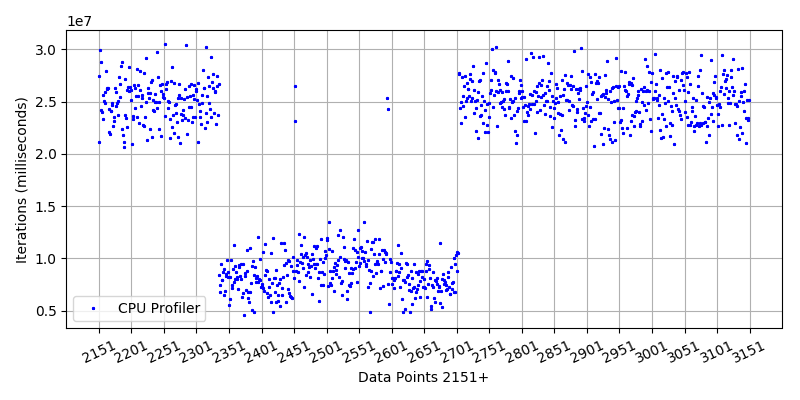 1e7
3.0
2.5
2.0
1.5
1.0
0.5
Iterations (milliseconds)
CPU Profiler
2151 2201 2251 2301 2351 2401 2451 2501 2551 2601 2651 2701 2751 2801 2851 2901 2951 3001 3051 3101 3151
Data Points 2151+